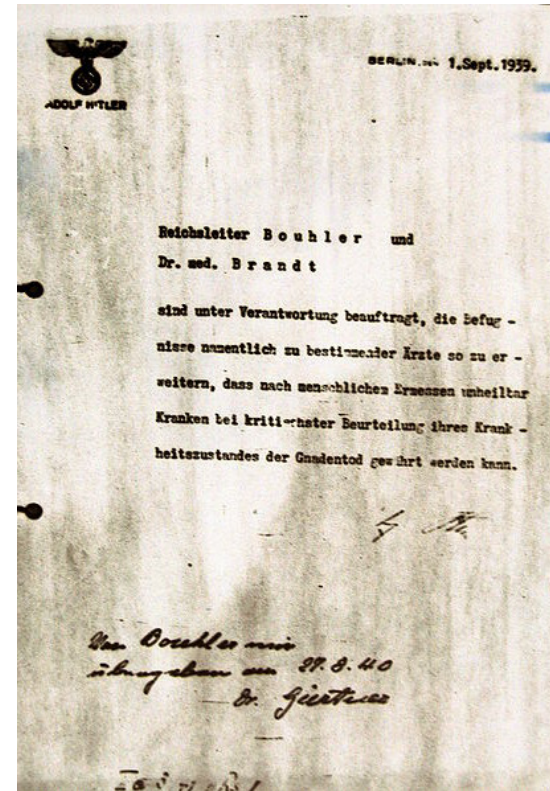 ADOLF HITLER
BERLIN, den 1.Sept.1939.
Reichsleiter B o u h l e r und
Dr. med. B r a n d t
sind unter Verantwortung beauftragt, die Befug -
nisse namentlich zu bestimmender Ärzte so zu er -
weitern, dass nach menschlichem Ermessen unheilbar
Kranken bei kritischster Beurteilung ihres Krank -
heitszustandes der Gnadentod gewährt werden kann.
Von Bouhler mir
übergeben am 27.8.40
Dr. Gürtner